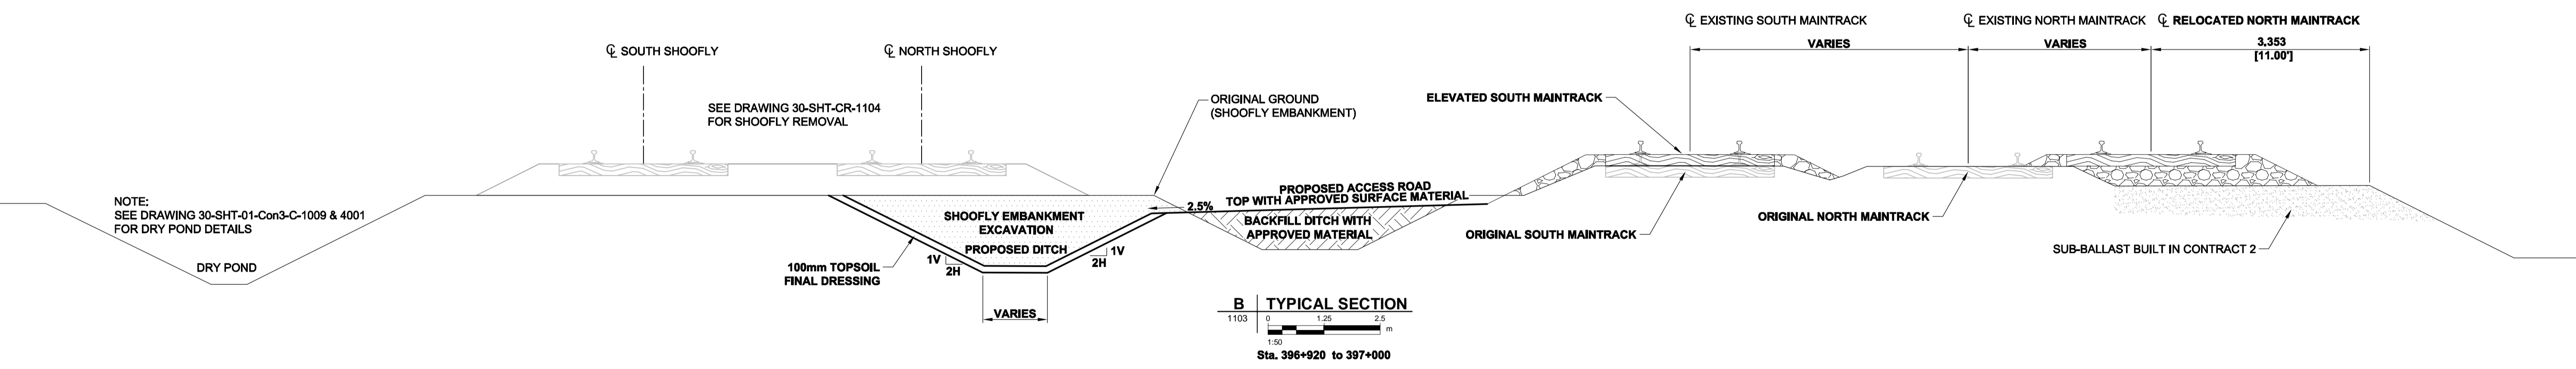 ℄ EXISTING SOUTH MAINTRACK
℄ EXISTING NORTH MAINTRACK
℄ RELOCATED NORTH MAINTRACK
VARIES
VARIES
3,353
[11.00']
℄ SOUTH SHOOFLY
℄ NORTH SHOOFLY
SEE DRAWING 30-SHT-CR-1104
FOR SHOOFLY REMOVAL
ORIGINAL GROUND
(SHOOFLY EMBANKMENT)
ELEVATED SOUTH MAINTRACK
NOTE:
SEE DRAWING 30-SHT-01-Con3-C-1009 & 4001
FOR DRY POND DETAILS
DRY POND
SHOOFLY EMBANKMENT
EXCAVATION
PROPOSED DITCH
2.5%
PROPOSED ACCESS ROAD
TOP WITH APPROVED SURFACE MATERIAL
BACKFILL DITCH WITH
APPROVED MATERIAL
ORIGINAL SOUTH MAINTRACK
ORIGINAL NORTH MAINTRACK
SUB-BALLAST BUILT IN CONTRACT 2
100mm TOPSOIL
FINAL DRESSING
1V
2H
1V
2H
VARIES
B TYPICAL SECTION
1103
0 1.25 2.5
m
1:50
Sta. 396+920 to 397+000